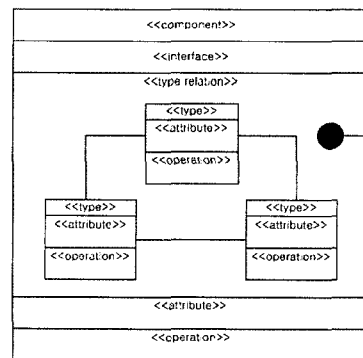 <<component>>
<<interface>>
<<type relation>>
<<type>>
<<attribute>>
<<operation>>
<<type>>
<<attribute>>
<<operation>>
<<type>>
<<attribute>>
<<operation>>
<<attribute>>
<<operation>>